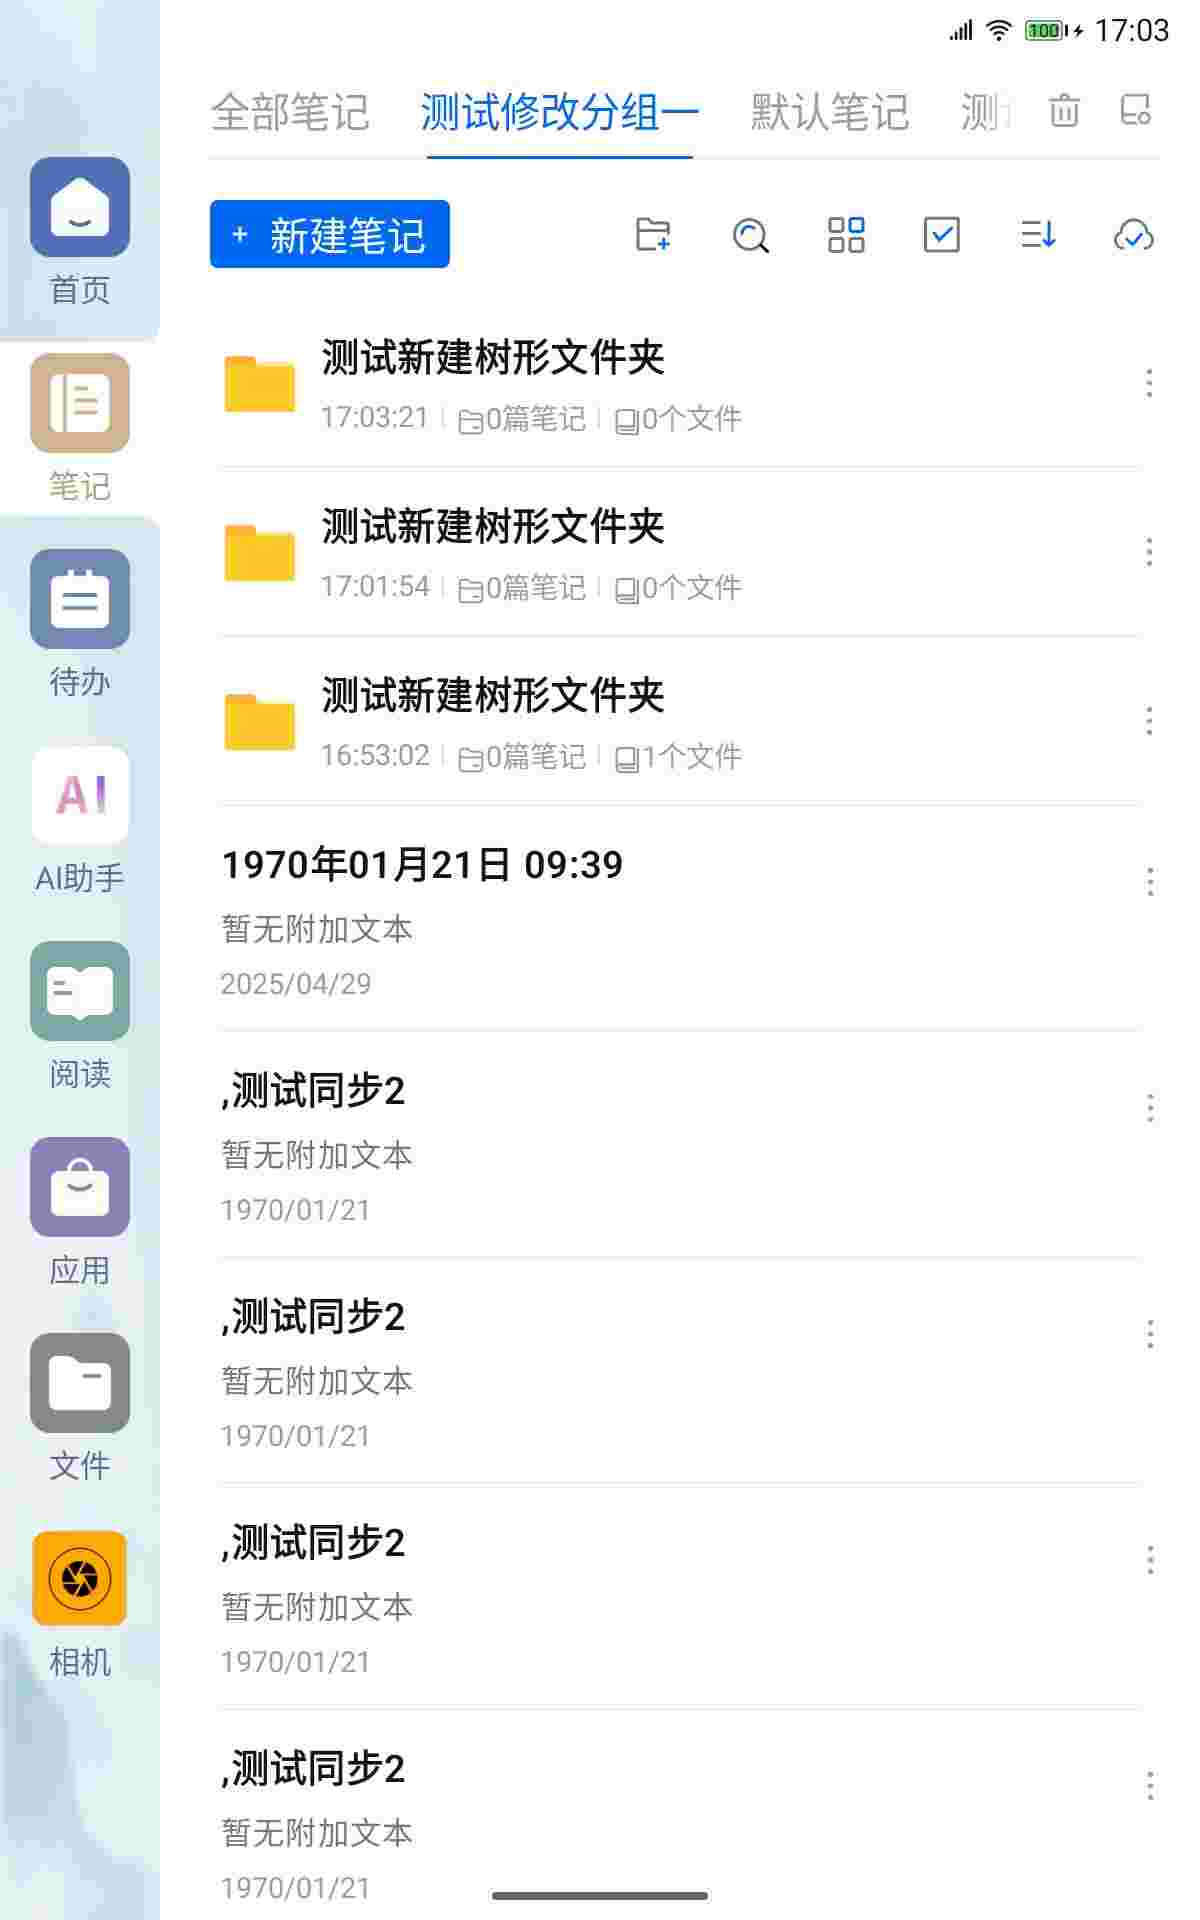 100 17:03
全部笔记 测试修改分组一 默认笔记 测
+ 新建笔记
首页
笔记
待办
AI
AI助手
阅读
应用
文件
相机
测试新建树形文件夹
17:03:21 0篇笔记 0个文件
测试新建树形文件夹
17:01:54 0篇笔记 0个文件
测试新建树形文件夹
16:53:02 0篇笔记 1个文件
1970年01月21日 09:39
暂无附加文本
2025/04/29
,测试同步2
暂无附加文本
1970/01/21
,测试同步2
暂无附加文本
1970/01/21
,测试同步2
暂无附加文本
1970/01/21
,测试同步2
暂无附加文本
1970/01/21